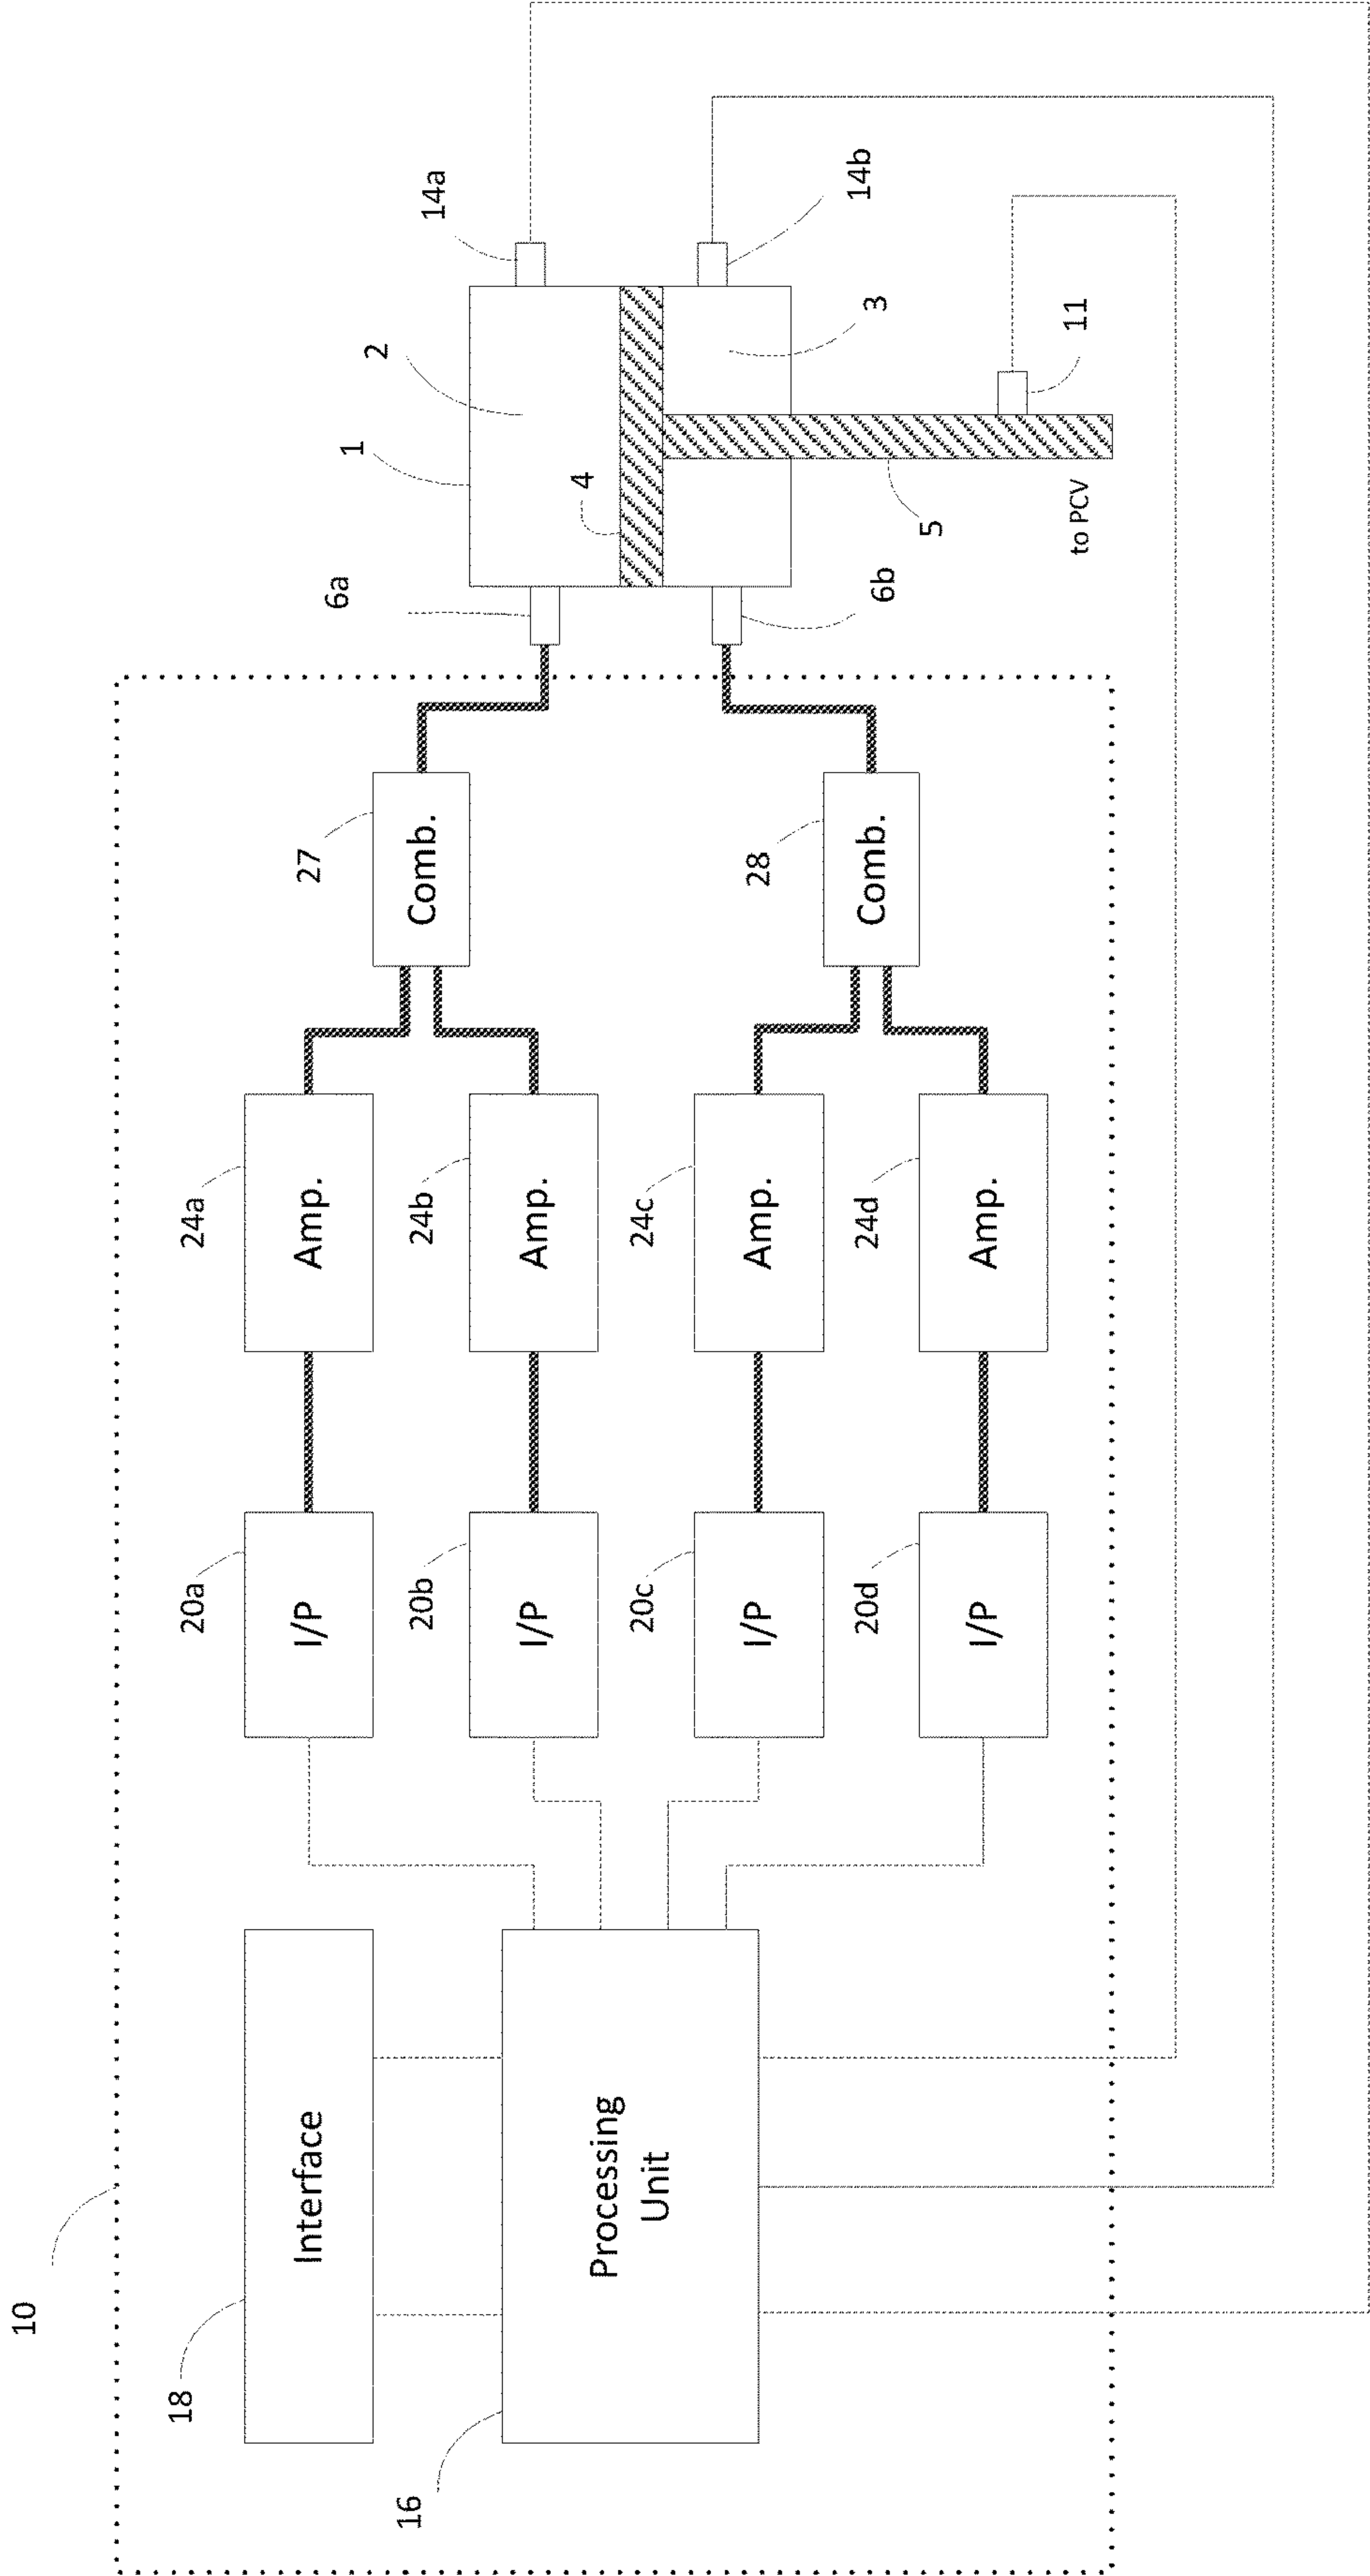 10
18
Interface
16
Processing
Unit
20a
I/P
20b
I/P
20c
I/P
20d
I/P
24a
Amp.
24b
Amp.
24c
Amp.
24d
Amp.
27
Comb.
28
Comb.
6a
6b
1
2
4
3
5
to PCV
14a
14b
11